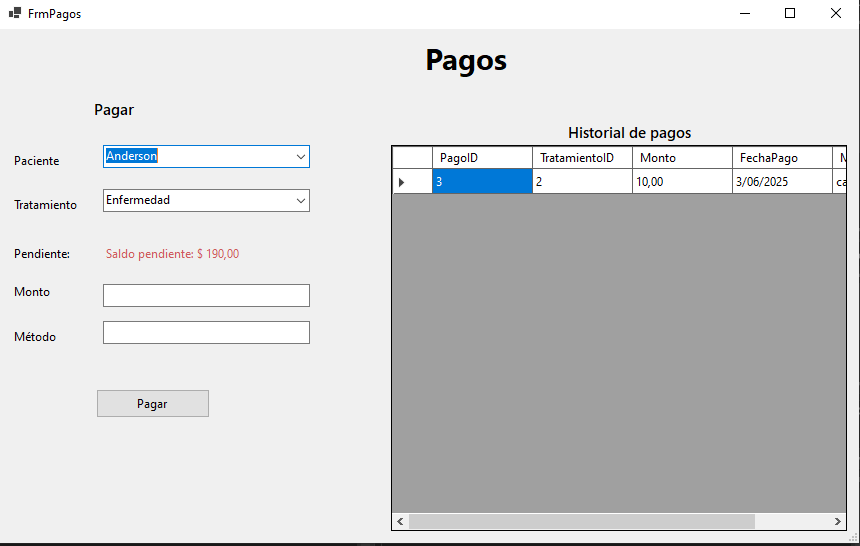 FrmPagos
Pagos
Pagar
Paciente
Anderson
Tratamiento
Enfermedad
Pendiente:
Saldo pendiente: $ 190,00
Monto
Método
Pagar
Historial de pagos
PagoID TratamientoID Monto FechaPago
3 2 10,00 3/06/2025